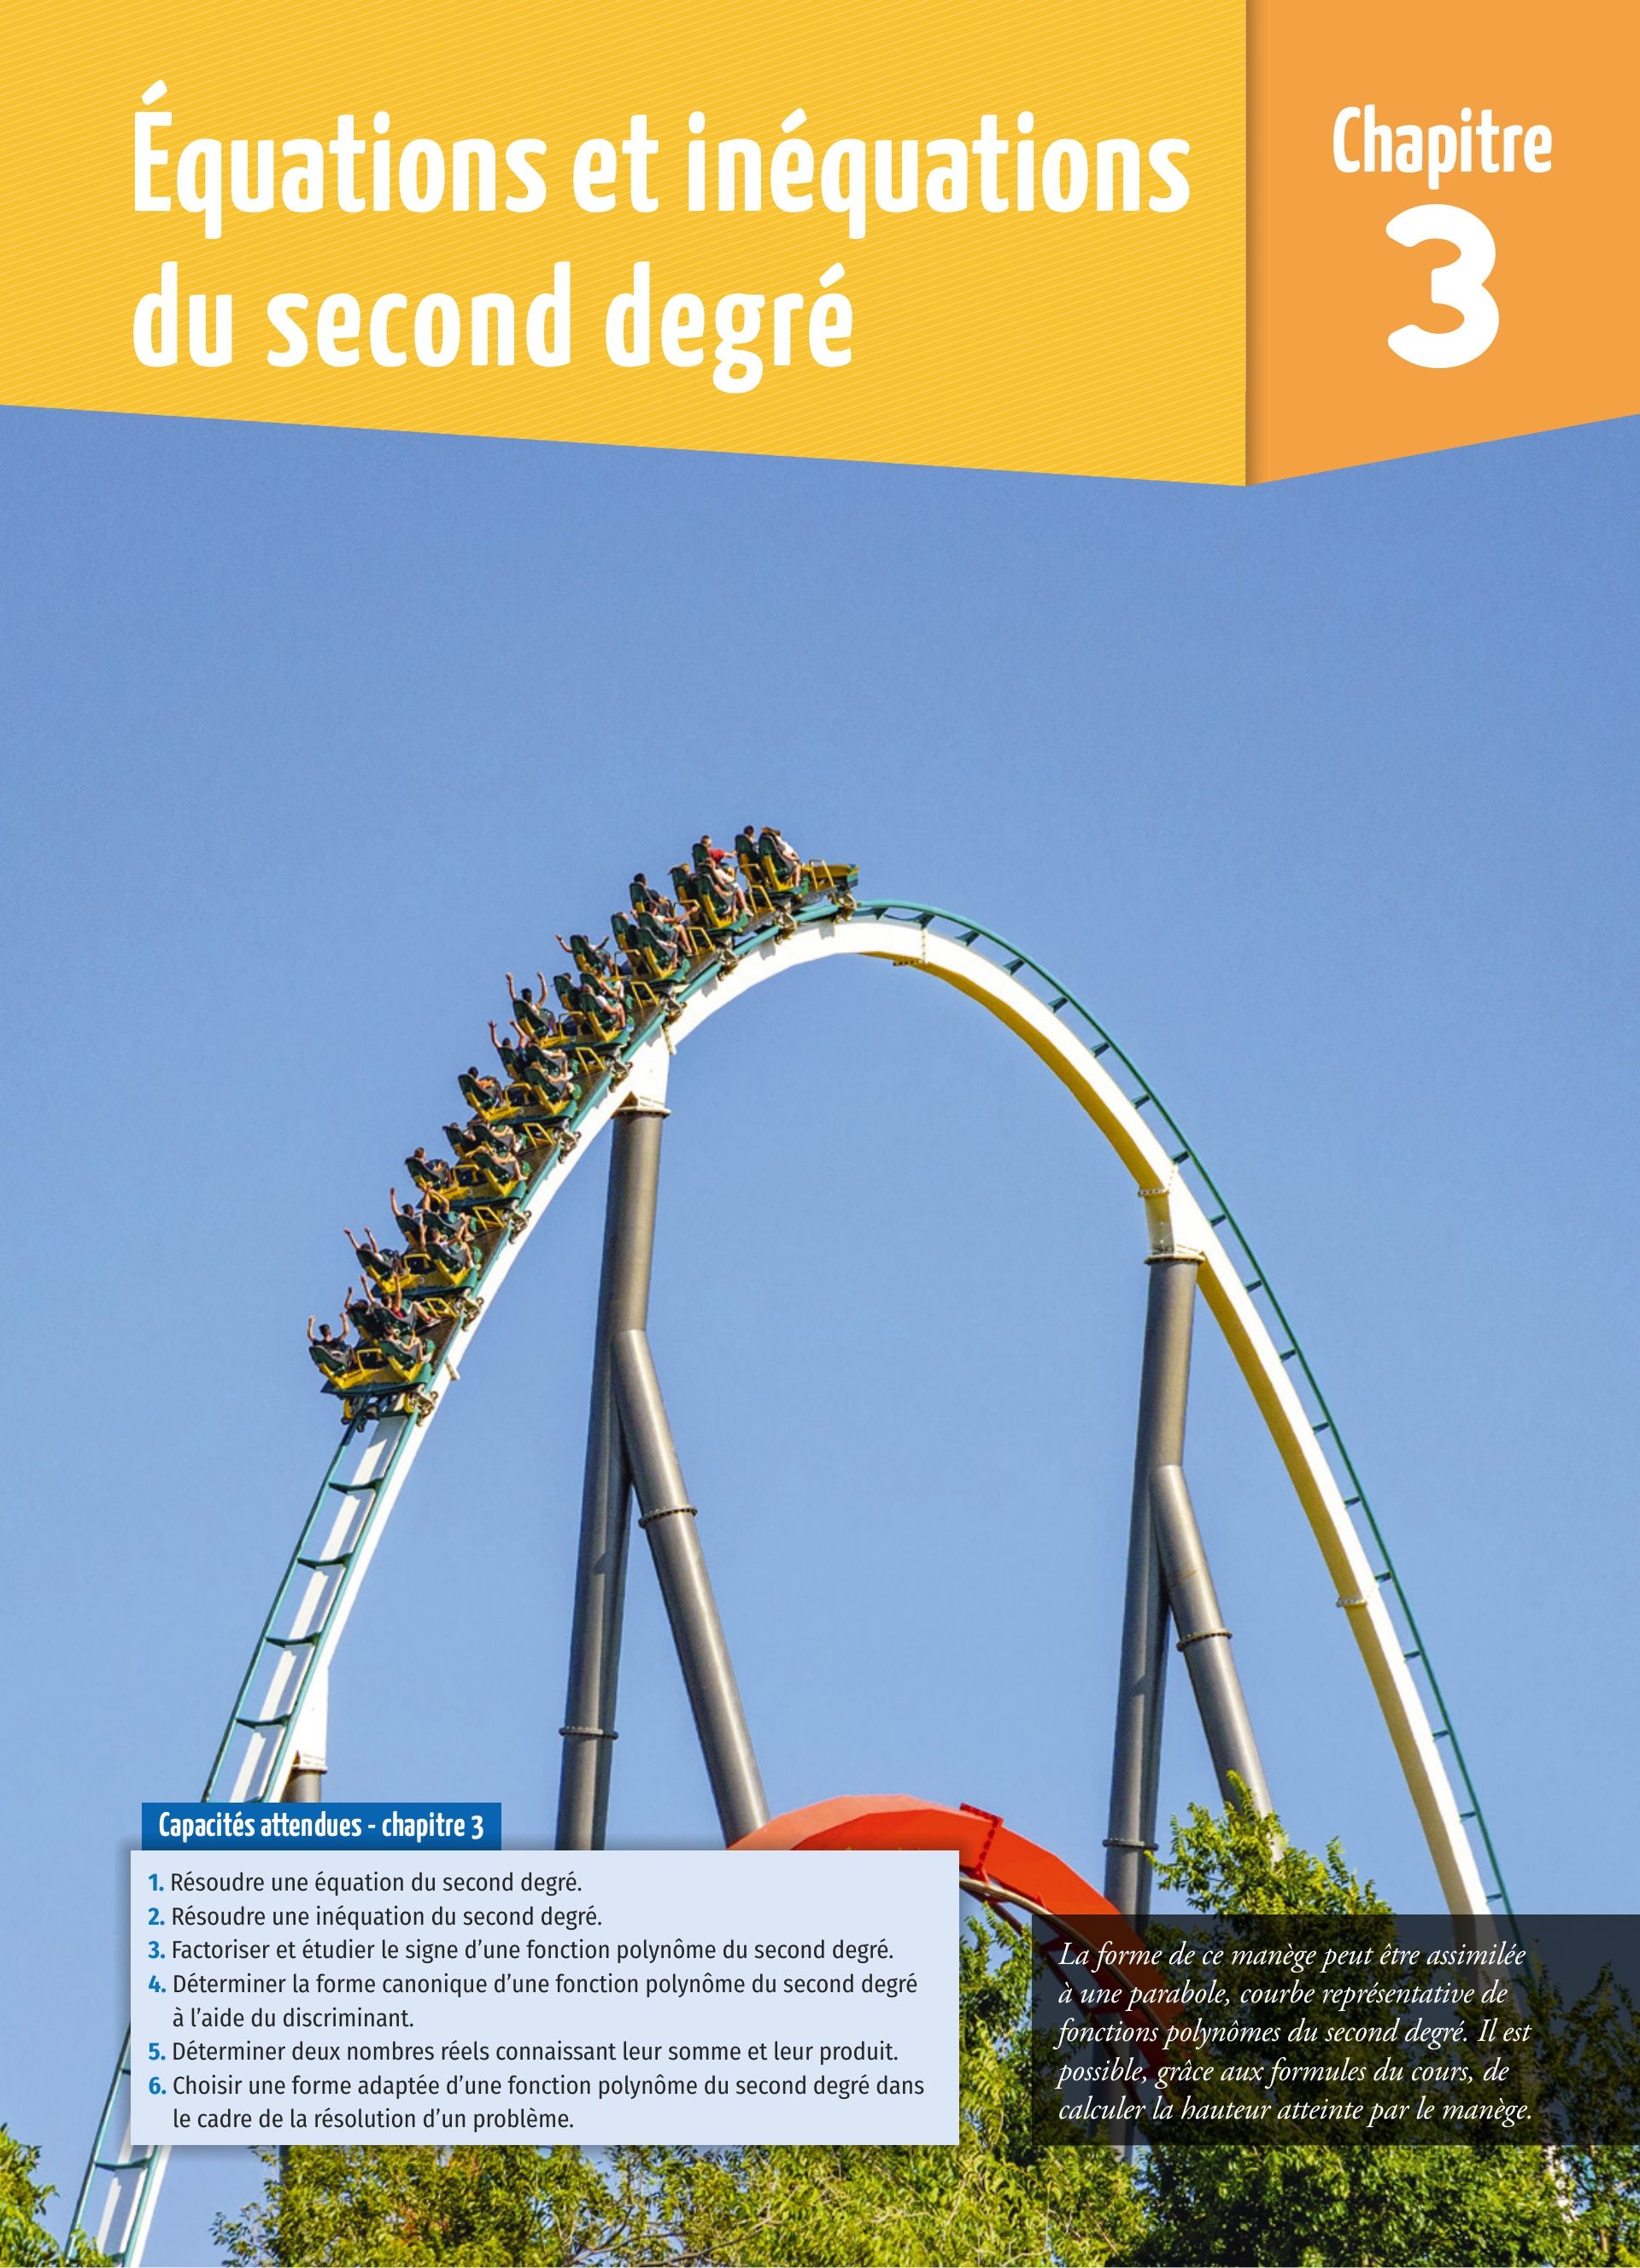 Équations et inéquations
du second degré
Chapitre
3
Capacités attendues - chapitre 3
1. Résoudre une équation du second degré.
2. Résoudre une inéquation du second degré.
3. Factoriser et étudier le signe d’une fonction polynôme du second degré.
4. Déterminer la forme canonique d’une fonction polynôme du second degré
à l’aide du discriminant.
5. Déterminer deux nombres réels connaissant leur somme et leur produit.
6. Choisir une forme adaptée d’une fonction polynôme du second degré dans
le cadre de la résolution d’un problème.
La forme de ce manège peut être assimilée
à une parabole, courbe représentative de
fonctions polynômes du second degré. Il est
possible, grâce aux formules du cours, de
calculer la hauteur atteinte par le manège.